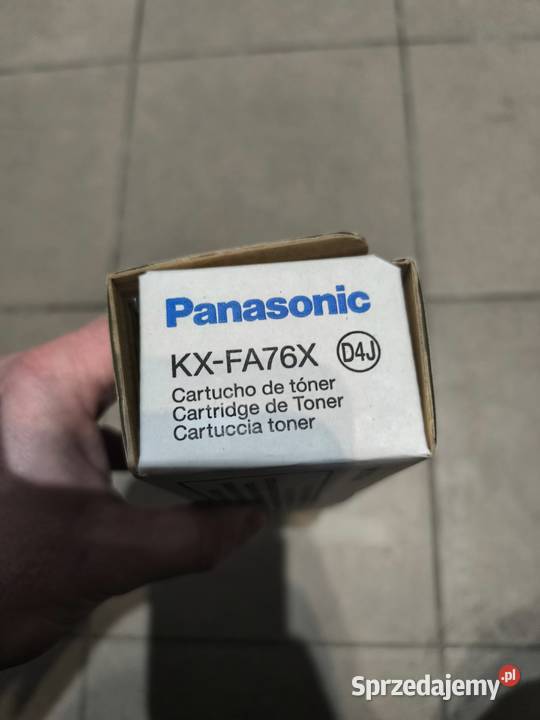 Panasonic
KX-FA76X D4J
Cartucho de tóner
Cartridge de Toner
Cartuccia toner
Sprzedajemy.pl